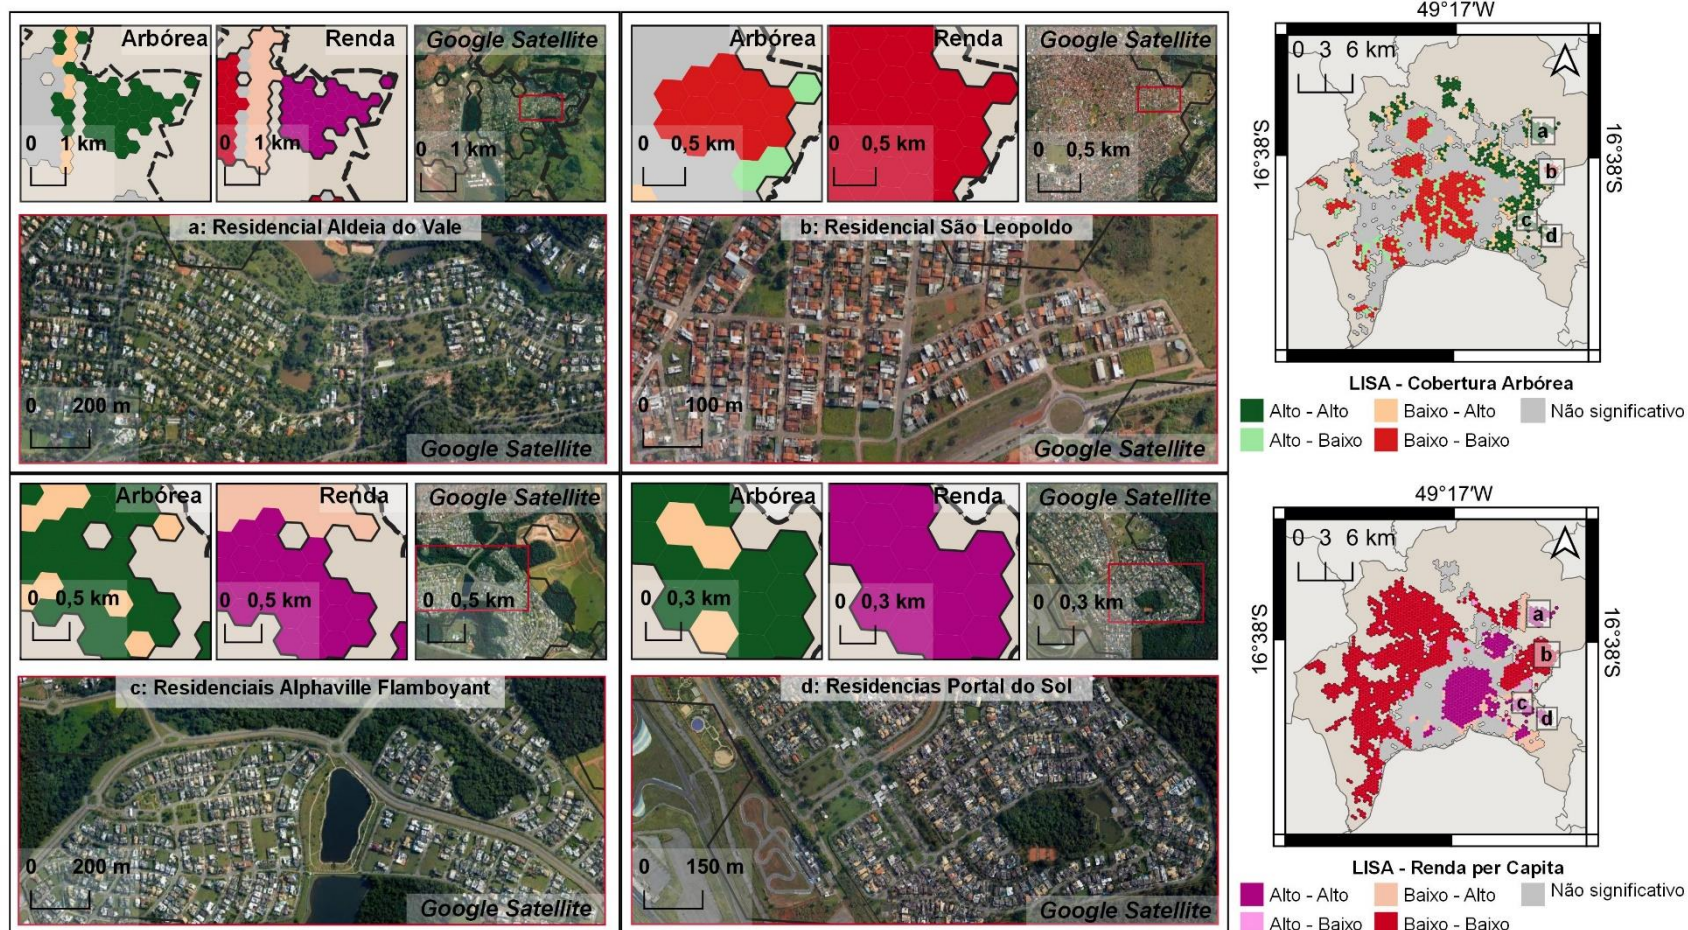 Arbórea
Renda
Google Satellite
0 1 km
0 1 km
0 1 km
a: Residencial Aldeia do Vale
0 200 m
Google Satellite
Arbórea
Renda
Google Satellite
0 0,5 km
0 0,5 km
0 0,5 km
b: Residencial São Leopoldo
0 100 m
Google Satellite
Arbórea
Renda
Google Satellite
0 0,5 km
0 0,5 km
0 0,5 km
c: Residenciais Alphaville Flamboyant
0 200 m
Google Satellite
Arbórea
Renda
Google Satellite
0 0,3 km
0 0,3 km
0 0,3 km
d: Residencias Portal do Sol
0 150 m
Google Satellite
49°17'W
0 3 6 km
16°38'S
16°38'S
a
b
c
d
LISA - Cobertura Arbórea
Alto - Alto
Baixo - Alto
Não significativo
Alto - Baixo
Baixo - Baixo
49°17'W
0 3 6 km
16°38'S
16°38'S
a
b
c
d
LISA - Renda per Capita
Alto - Alto
Baixo - Alto
Não significativo
Alto - Baixo
Baixo - Baixo